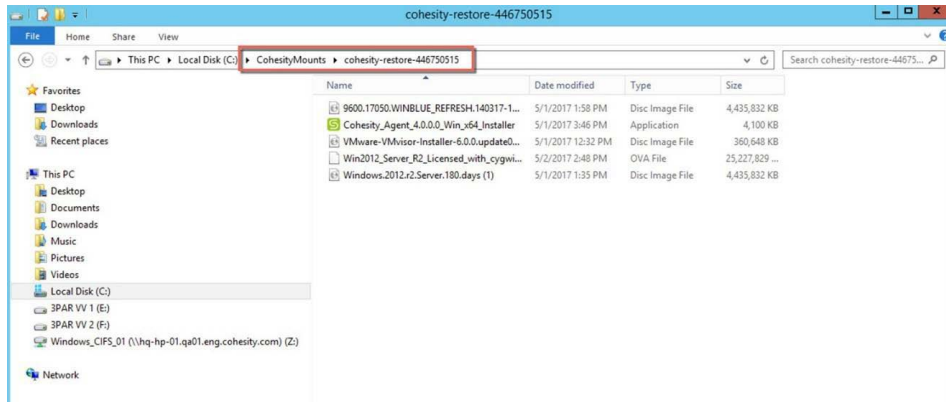 cohesity-restore-446750515
File Home Share View
This PC Local Disk (C:) CohesityMounts cohesity-restore-446750515
Search cohesity-restore-44675...
Favorites
Desktop
Downloads
Recent places
This PC
Desktop
Documents
Downloads
Music
Pictures
Videos
Local Disk (C:)
3PAR VV 1 (E:)
3PAR VV 2 (F:)
Windows_CIFS_01 (\\hq-hp-01.qa01.eng.cohesity.com) (Z:)
Network
Name Date modified Type Size
9600.17050.WINBLUE_REFRESH.140317-1... 5/1/2017 1:58 PM Disc Image File 4,435,832 KB
Cohesity_Agent_4.0.0.0_Win_x64_Installer 5/1/2017 3:46 PM Application 4,100 KB
VMware-VMvisor-Installer-6.0.0.update0... 5/1/2017 12:32 PM Disc Image File 360,648 KB
Win2012_Server_R2_Licensed_with_cygwi... 5/2/2017 2:48 PM OVA File 25,227,829 ...
Windows.2012.r2.Server.180.days (1) 5/1/2017 1:35 PM Disc Image File 4,435,832 KB